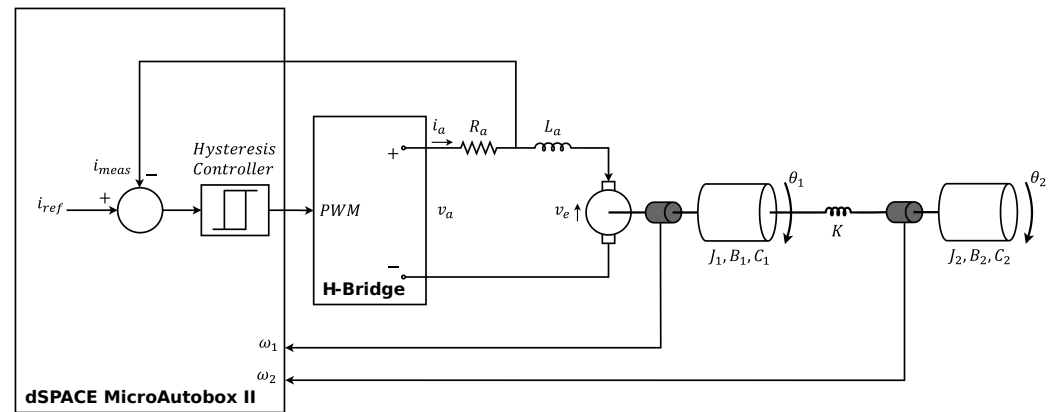 Hysteresis
Controller
i_meas
−
+
i_ref
PWM
+
−
v_a
H-Bridge
i_a
R_a
L_a
v_e
θ_1
K
θ_2
J_1, B_1, C_1
J_2, B_2, C_2
ω_1
ω_2
dSPACE MicroAutobox II